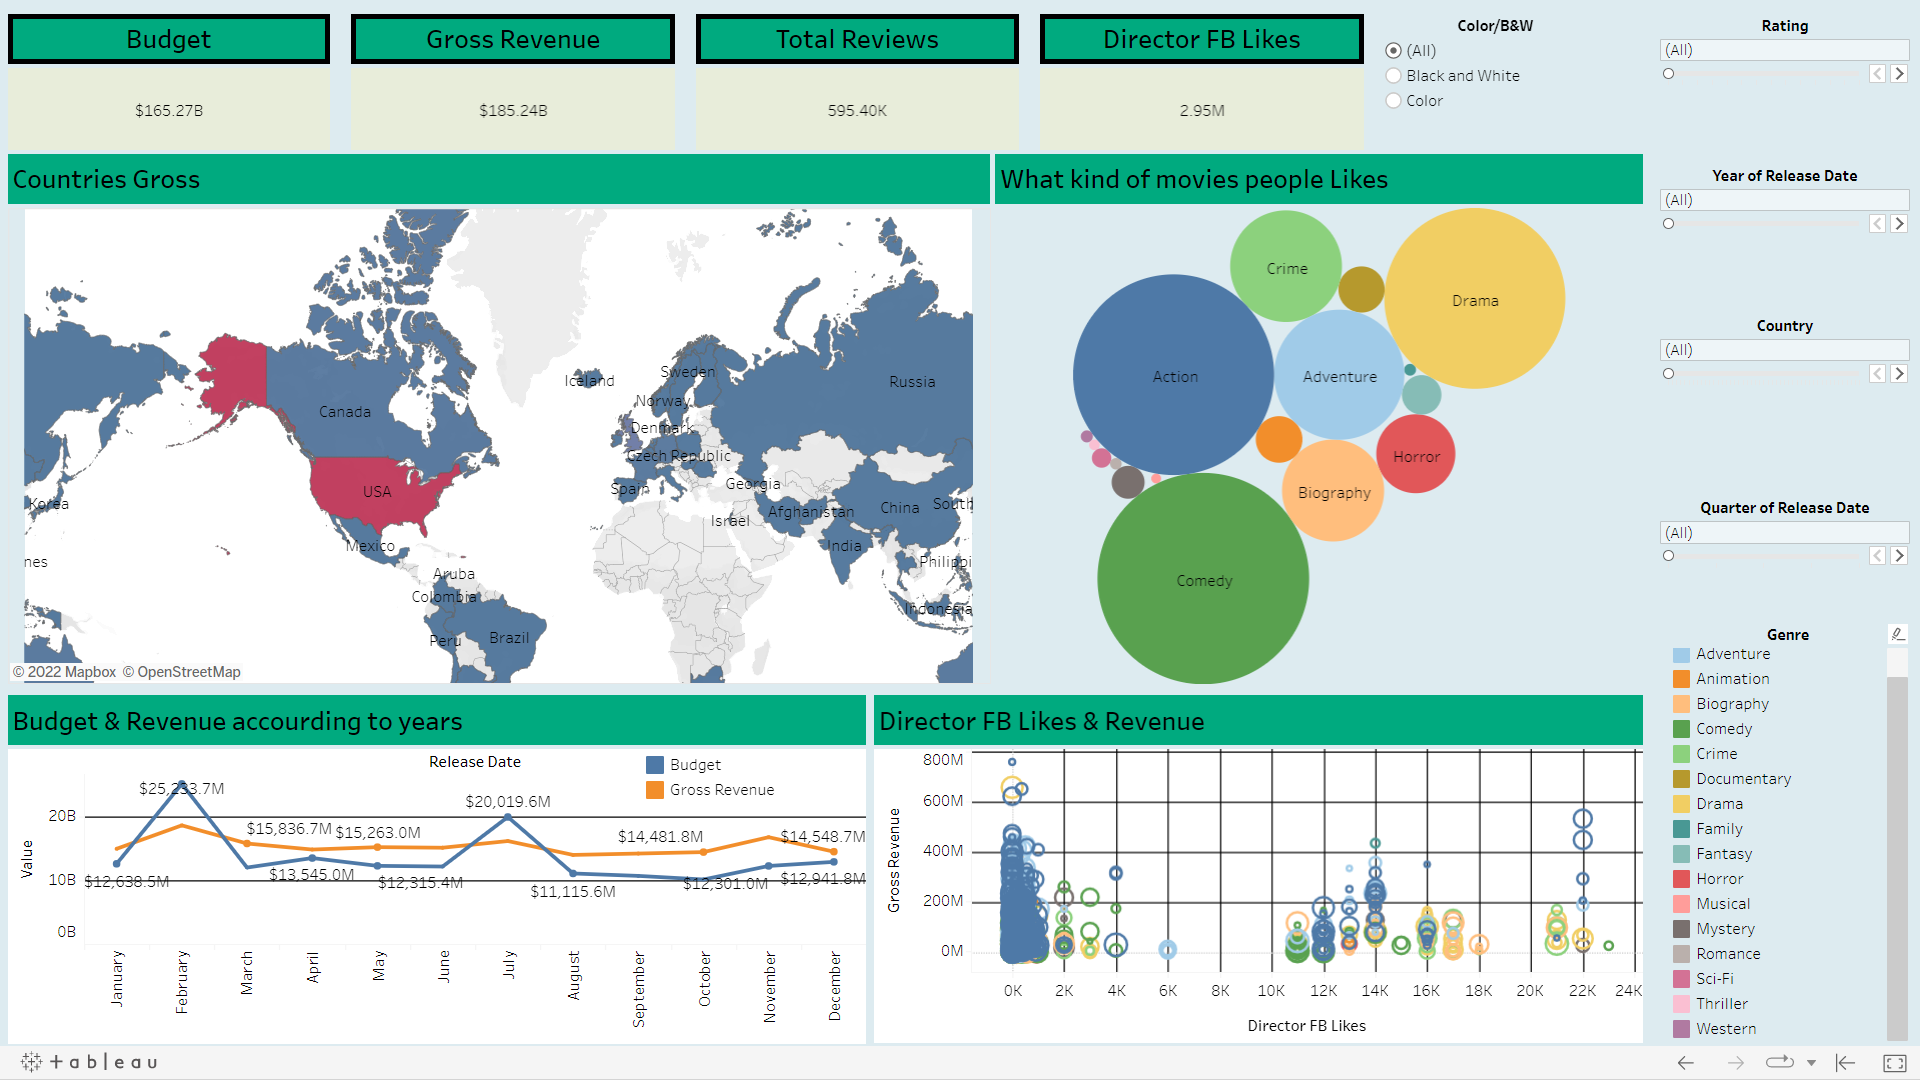 Budget
Gross Revenue
Total Reviews
Director FB Likes
$165.27B
$185.24B
595.40K
2.95M
Color/B&W
(All)
Black and White
Color
Rating
(All)
Year of Release Date
(All)
Country
(All)
Quarter of Release Date
(All)
Countries Gross
Iceland
Sweden
Russia
Norway
Canada
Denmark
Czech Republic
Georgia
Spain
USA
Korea
Afghanistan
China
South
Israel
Mexico
India
nes
Philippi
Aruba
Colombia
Indonesia
Peru
Brazil
© 2022 Mapbox © OpenStreetMap
What kind of movies people Likes
Crime
Drama
Action
Adventure
Horror
Biography
Comedy
Genre
Adventure
Animation
Biography
Comedy
Crime
Documentary
Drama
Family
Fantasy
Horror
Musical
Mystery
Romance
Sci-Fi
Thriller
Western
Budget & Revenue accourding to years
Release Date
Budget
Gross Revenue
Value
20B
10B
0B
$25,233.7M
$20,019.6M
$15,836.7M
$15,263.0M
$14,481.8M
$14,548.7M
$12,638.5M
$13,545.0M
$12,315.4M
$11,115.6M
$12,301.0M
$12,941.8M
January
February
March
April
May
June
July
August
September
October
November
December
Director FB Likes & Revenue
Gross Revenue
800M
600M
400M
200M
0M
0K
2K
4K
6K
8K
10K
12K
14K
16K
18K
20K
22K
24K
Director FB Likes
+ableau